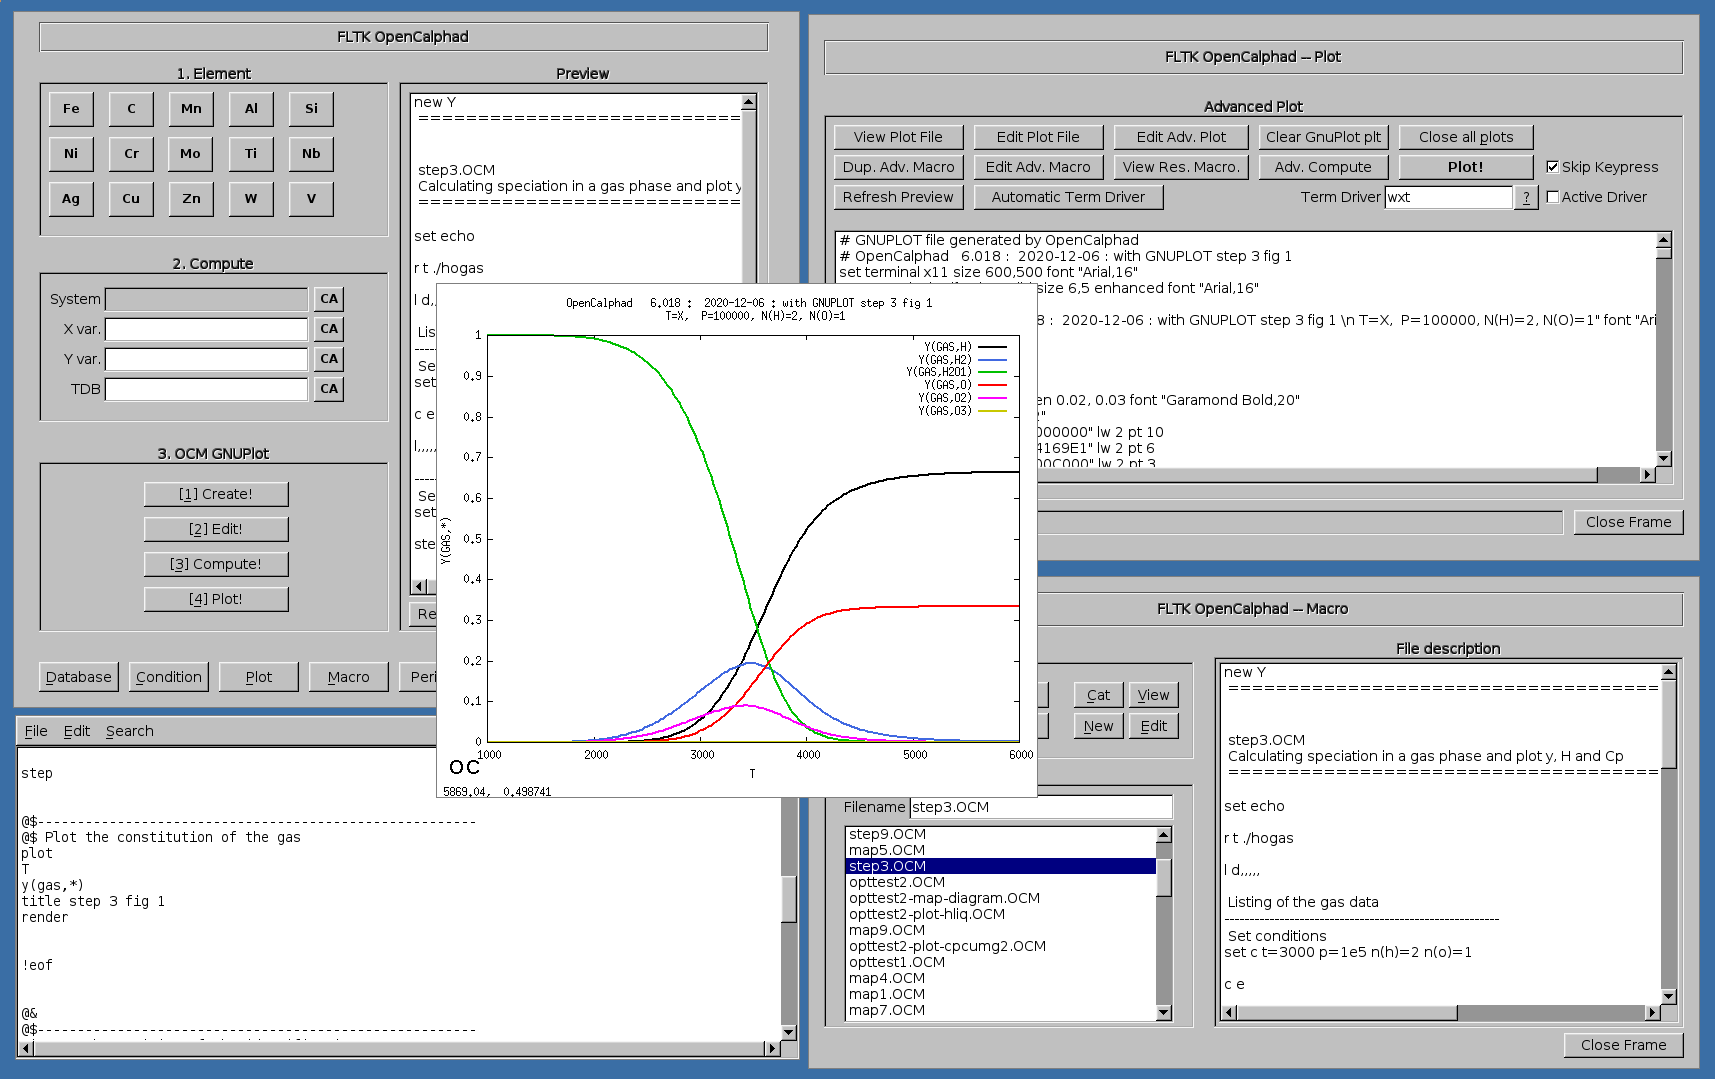 FLTK OpenCalphad
1. Element
Fe C Mn Al Si
Ni Cr Mo Ti Nb
Ag Cu Zn W V
2. Compute
System CA
X var. CA
Y var. CA
TDB CA
3. OCM GNUPlot
[1] Create!
[2] Edit!
[3] Compute!
[4] Plot!
Database Condition Plot Macro Peri
Preview
new Y
=============================
step3.OCM
Calculating speciation in a gas phase and plot y
=============================
set echo
r t ./hogas
l d,,
Lis
Se
set
c e
l,,,,,
Se
set
ste
Re
FLTK OpenCalphad -- Plot
Advanced Plot
View Plot File Edit Plot File Edit Adv. Plot Clear GnuPlot plt Close all plots
Dup. Adv. Macro Edit Adv. Macro View Res. Macro. Adv. Compute Plot! Skip Keypress
Refresh Preview Automatic Term Driver Term Driver wxt ? Active Driver
# GNUPLOT file generated by OpenCalphad
# OpenCalphad 6.018 : 2020-12-06 : with GNUPLOT step 3 fig 1
set terminal x11 size 600,500 font "Arial,16"
size 6,5 enhanced font "Arial,16"
8 : 2020-12-06 : with GNUPLOT step 3 fig 1 \n T=X, P=100000, N(H)=2, N(O)=1" font "Ari
en 0.02, 0.03 font "Garamond Bold,20"
"
000000" lw 2 pt 10
4169E1" lw 2 pt 6
00C000" lw 2 pt 3
Close Frame
OpenCalphad 6.018 : 2020-12-06 : with GNUPLOT step 3 fig 1
T=X, P=100000, N(H)=2, N(O)=1
Y(GAS,H)
Y(GAS,H2)
Y(GAS,H2O1)
Y(GAS,O)
Y(GAS,O2)
Y(GAS,O3)
1
0.9
0.8
0.7
0.6
0.5
0.4
0.3
0.2
0.1
0
Y(GAS,*)
1000 2000 3000 4000 5000 6000
T
OC
5869.04, 0.498741
FLTK OpenCalphad -- Macro
Cat View
New Edit
Filename step3.OCM
step9.OCM
map5.OCM
step3.OCM
opttest2.OCM
opttest2-map-diagram.OCM
opttest2-plot-hliq.OCM
map9.OCM
opttest2-plot-cpcumg2.OCM
opttest1.OCM
map4.OCM
map1.OCM
map7.OCM
File description
new Y
======================================
step3.OCM
Calculating speciation in a gas phase and plot y, H and Cp
======================================
set echo
r t ./hogas
l d,,,,,
Listing of the gas data
-------------------------------------------------------
Set conditions
set c t=3000 p=1e5 n(h)=2 n(o)=1
c e
Close Frame
File Edit Search
step
@$-------------------------------------------------------
@$ Plot the constitution of the gas
plot
T
y(gas,*)
title step 3 fig 1
render
!eof
@&
@$-------------------------------------------------------